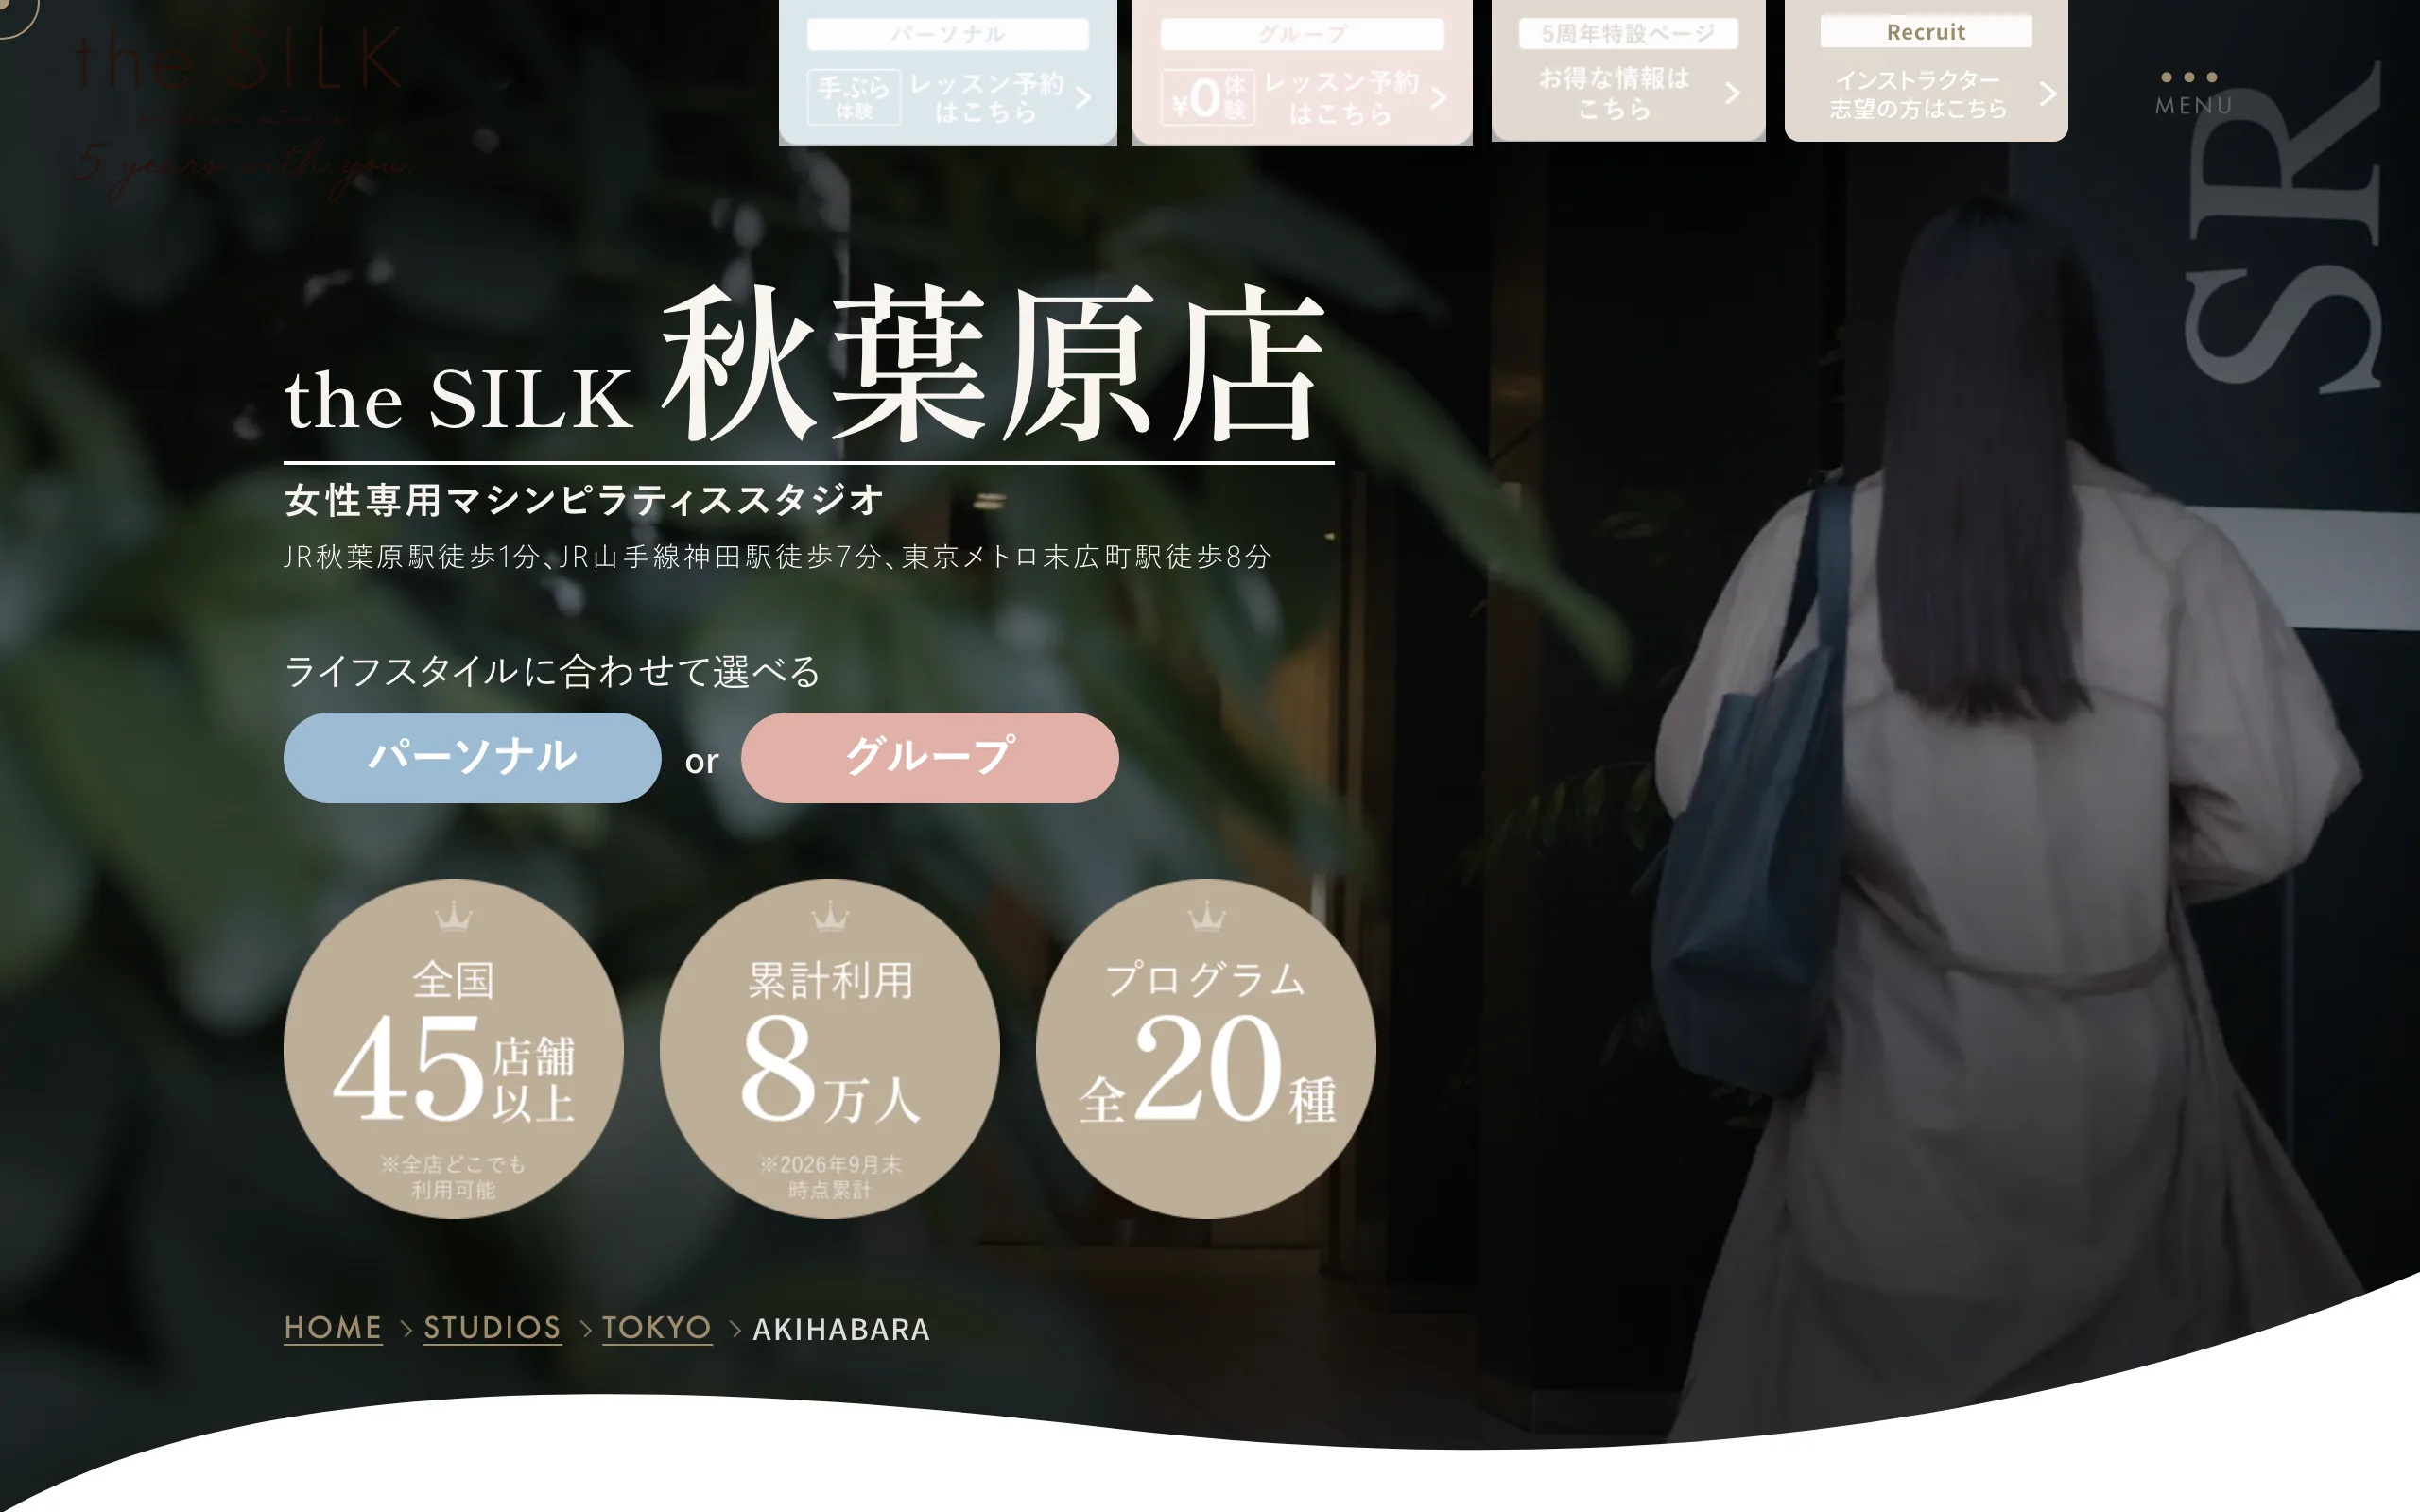 the SILK
5 years with you.
パーソナル
手ぶら体験
レッスン予約はこちら
グループ
¥0体験
レッスン予約はこちら
5周年特設ページ
お得な情報は
こちら
Recruit
インストラクター
志望の方はこちら
MENU
SR
the SILK 秋葉原店
女性専用マシンピラティススタジオ
JR秋葉原駅徒歩1分、JR山手線神田駅徒歩7分、東京メトロ末広町駅徒歩8分
ライフスタイルに合わせて選べる
パーソナル or グループ
全国
45店舗以上
※全店どこでも
利用可能
累計利用
8万人
※2026年9月末
時点累計
プログラム
全20種
HOME > STUDIOS > TOKYO > AKIHABARA